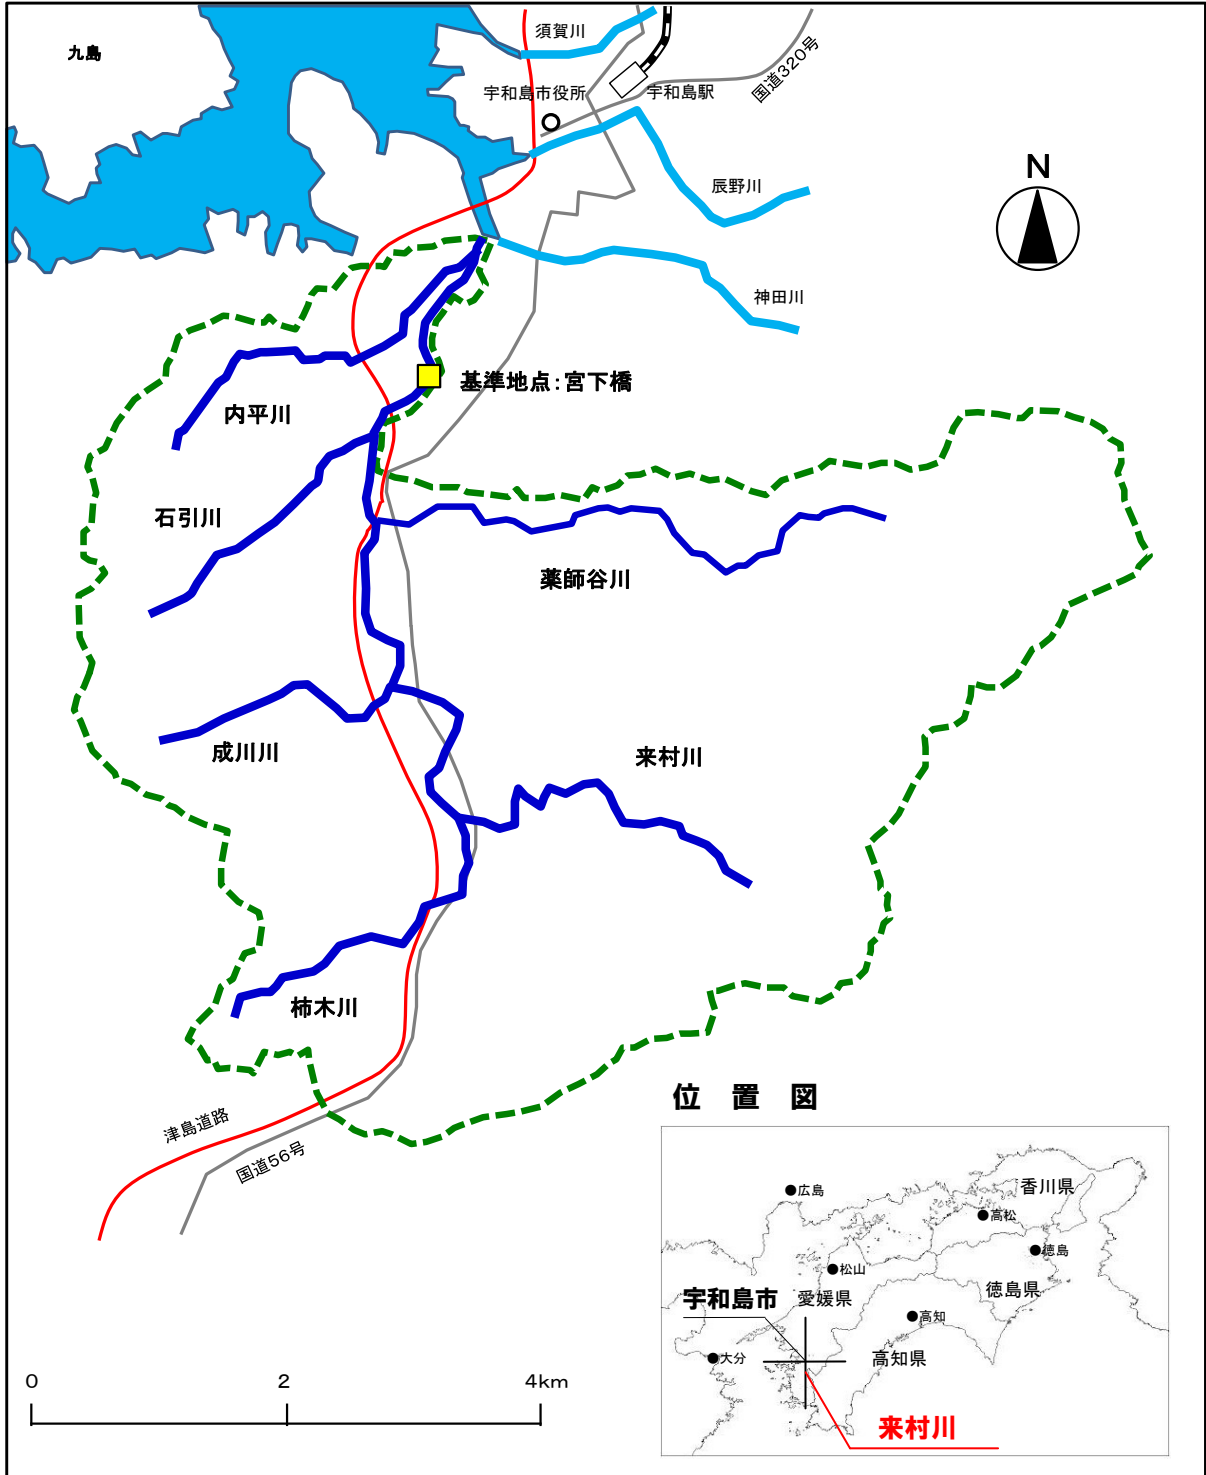 九島
須賀川
宇和島市役所
宇和島駅
国道320号
辰野川
N
神田川
基準地点：宮下橋
内平川
石引川
薬師谷川
成川川
来村川
柿木川
津島道路
国道56号
位 置 図
香川県
広島
高松
徳島
松山
徳島県
宇和島市
愛媛県
高知
大分
高知県
来村川
0 2 4km